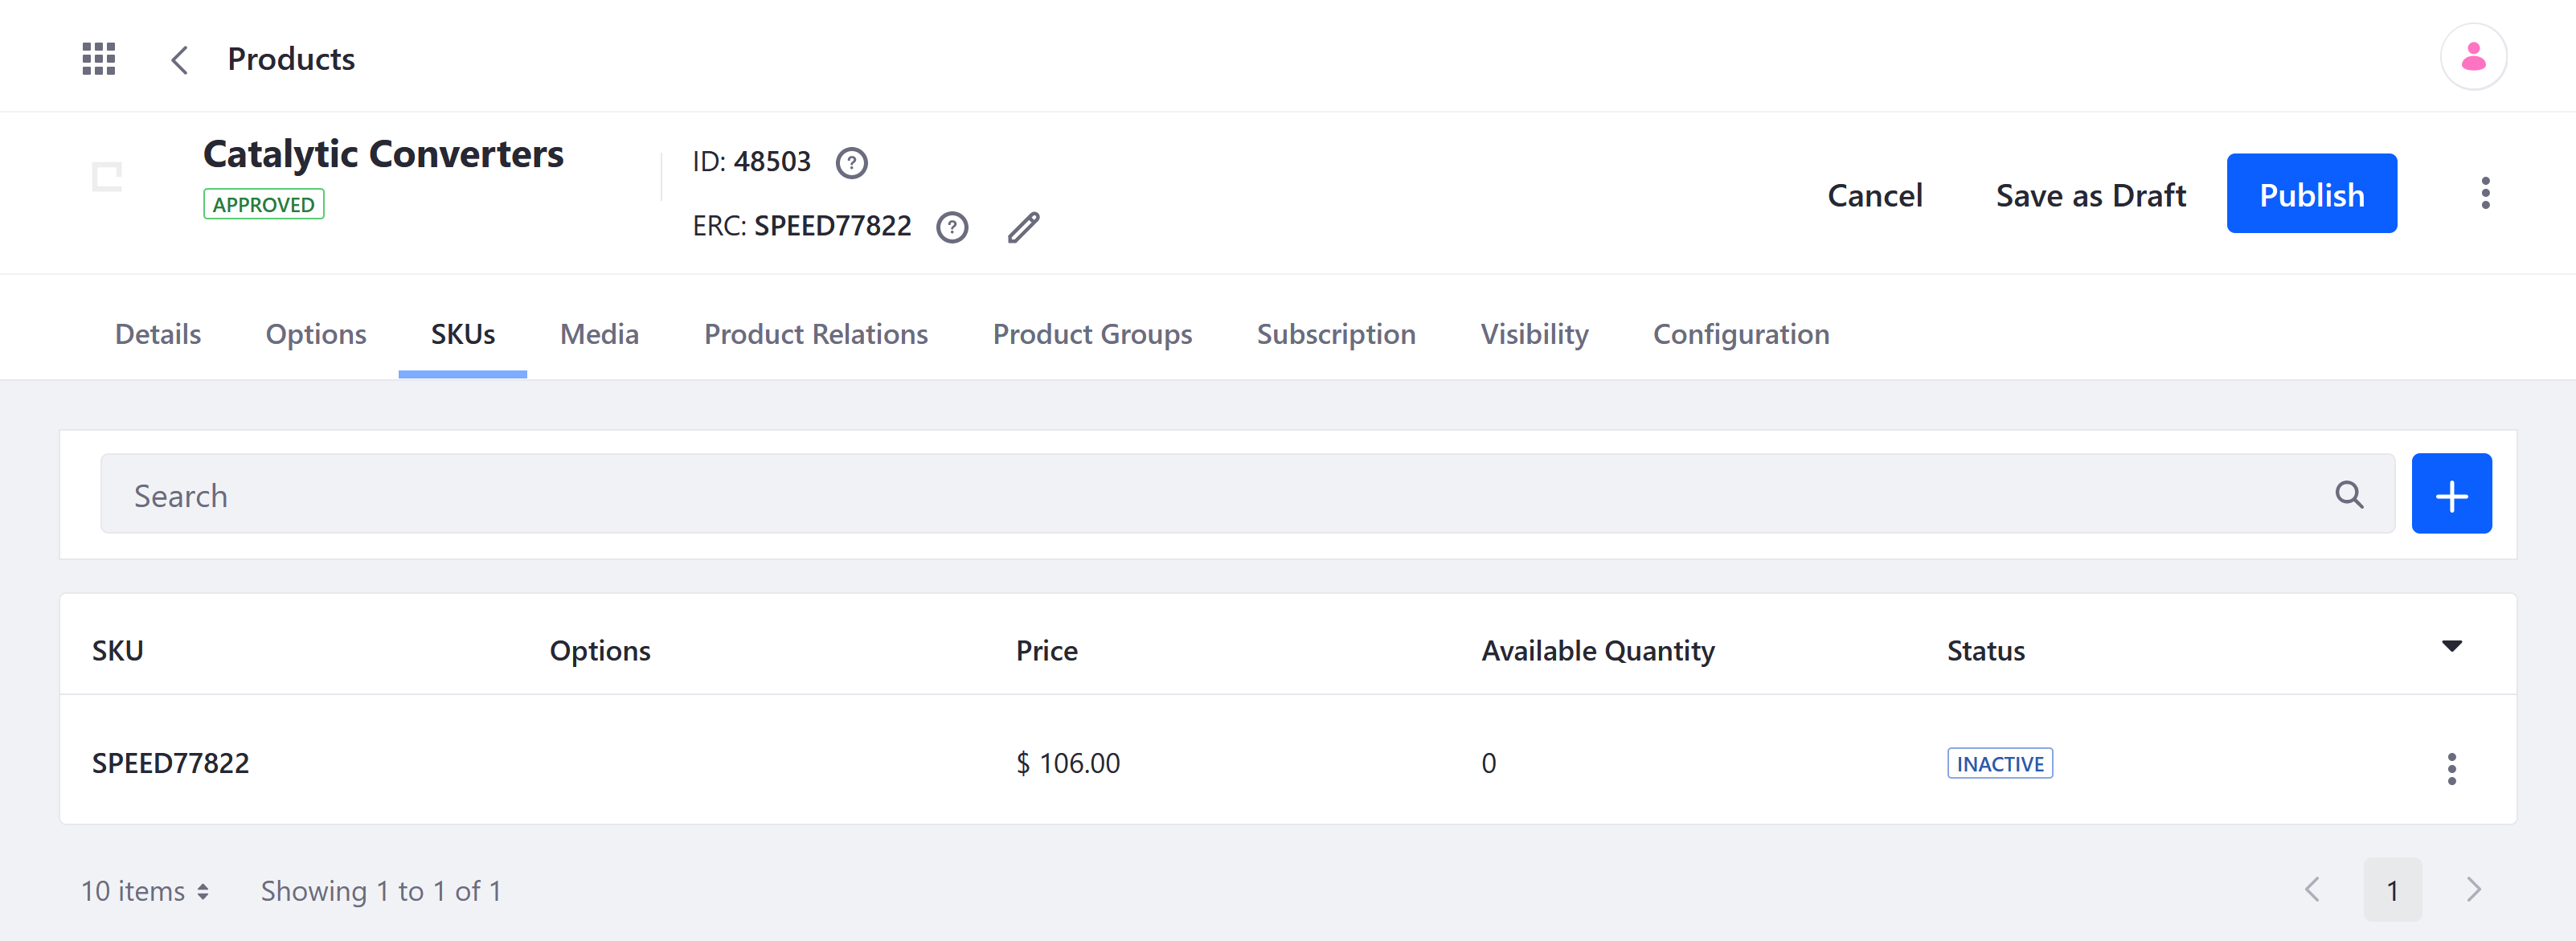 Products
Catalytic Converters
APPROVED
ID: 48503
ERC: SPEED77822
Cancel
Save as Draft
Publish
Details Options SKUs Media Product Relations Product Groups Subscription Visibility Configuration
Search
SKU Options Price Available Quantity Status
SPEED77822 $ 106.00 0 INACTIVE
10 items Showing 1 to 1 of 1 1